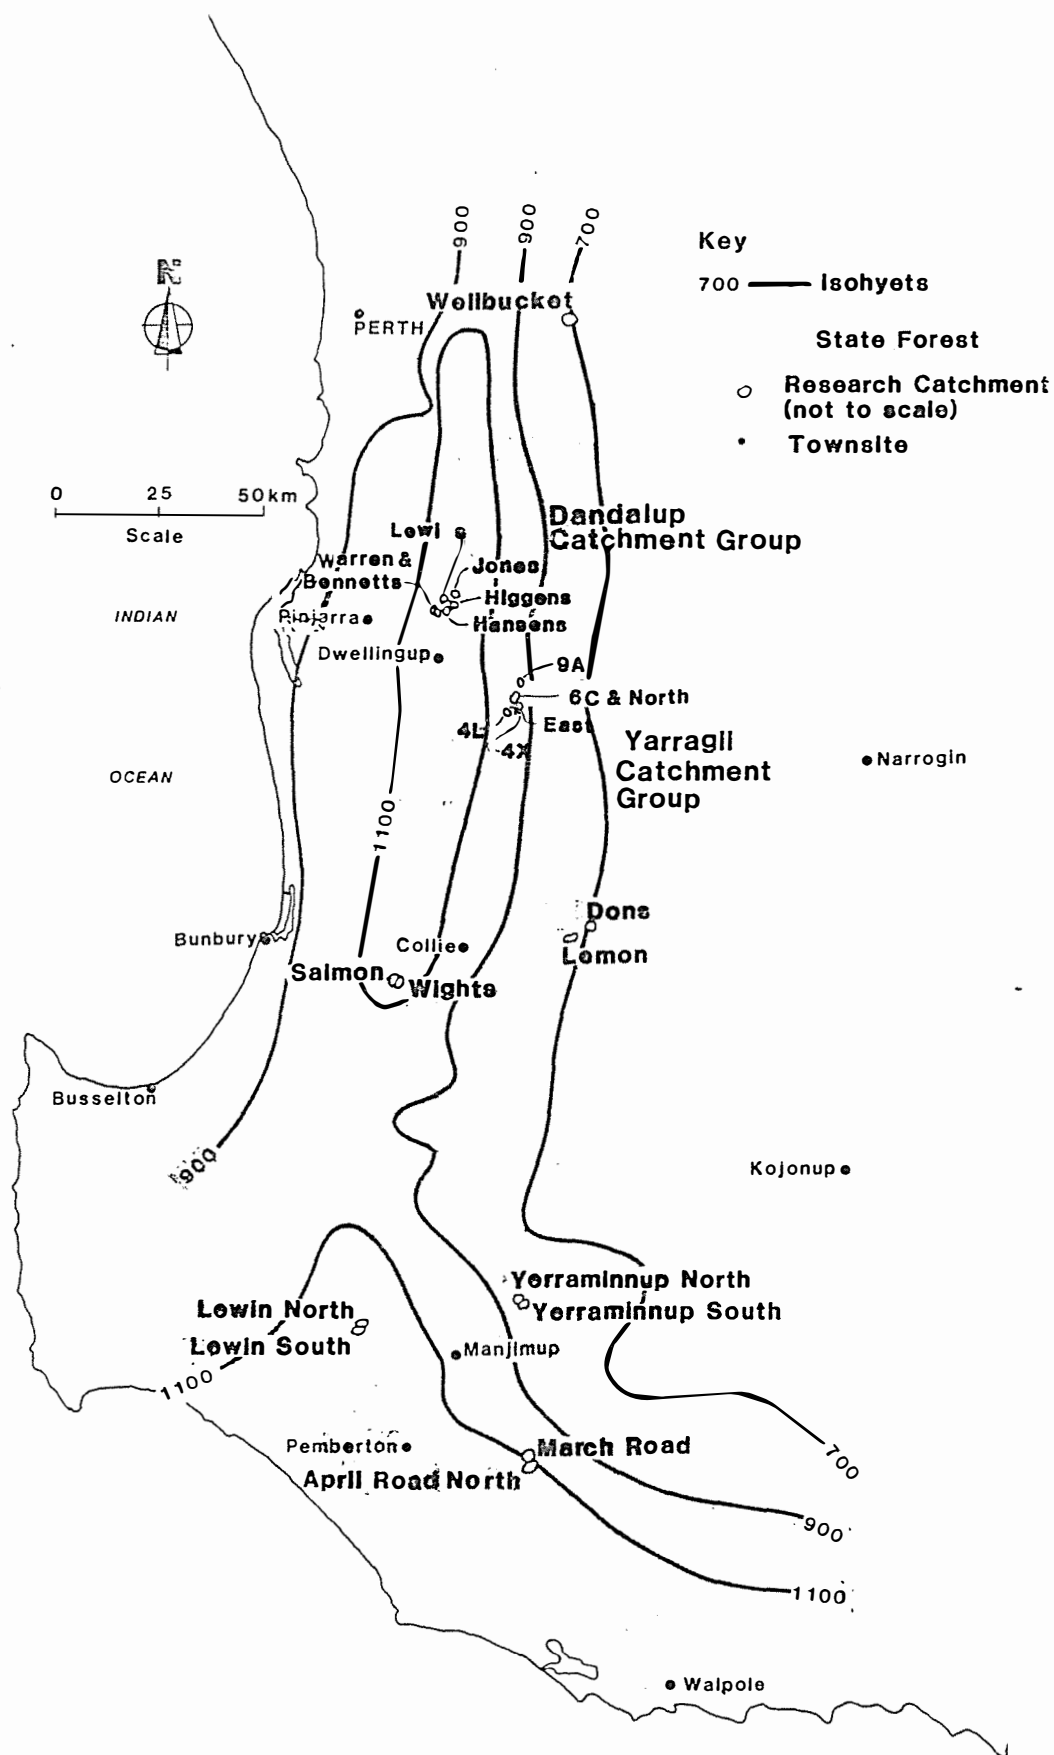 900
900
700
Key
700 Isohyets
N
Wellbucket
PERTH
State Forest
Research Catchment
(not to scale)
Townsite
0 25 50km
Scale
Dandalup
Catchment Group
Lewi
Warren &
Bennetts
Jones
Higgens
Hansens
INDIAN
Pinjarra
Dwellingup
9A
6C & North
East
4L
4X
Yarragil
Catchment
Group
Narrogin
OCEAN
1100
Dons
Lemon
Bunbury
Collie
Salmon
Wights
Busselton
900
Kojonup
Yerraminnup North
Yerraminnup South
Lewin North
Lewin South
Manjimup
1100
Pemberton
March Road
April Road North
700
900
1100
Walpole